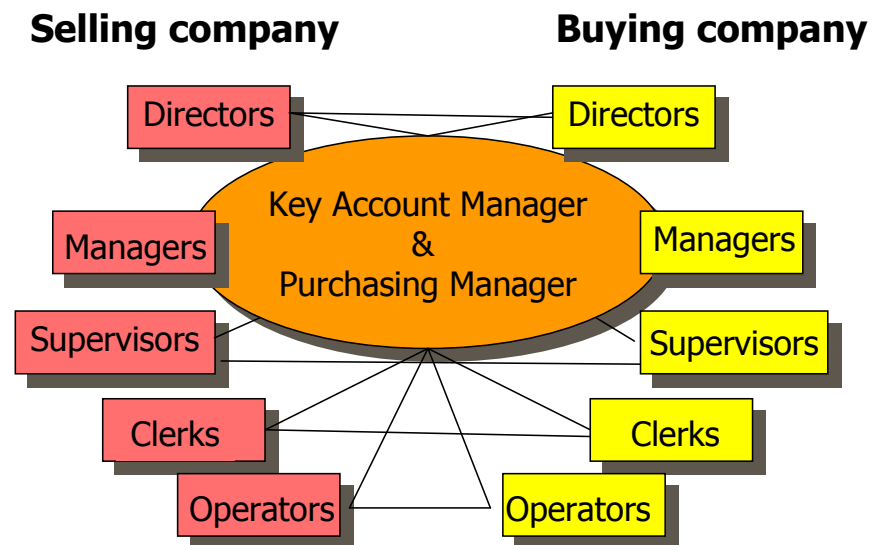 Selling company
Buying company
Directors
Directors
Key Account Manager
&
Purchasing Manager
Managers
Managers
Supervisors
Supervisors
Clerks
Clerks
Operators
Operators